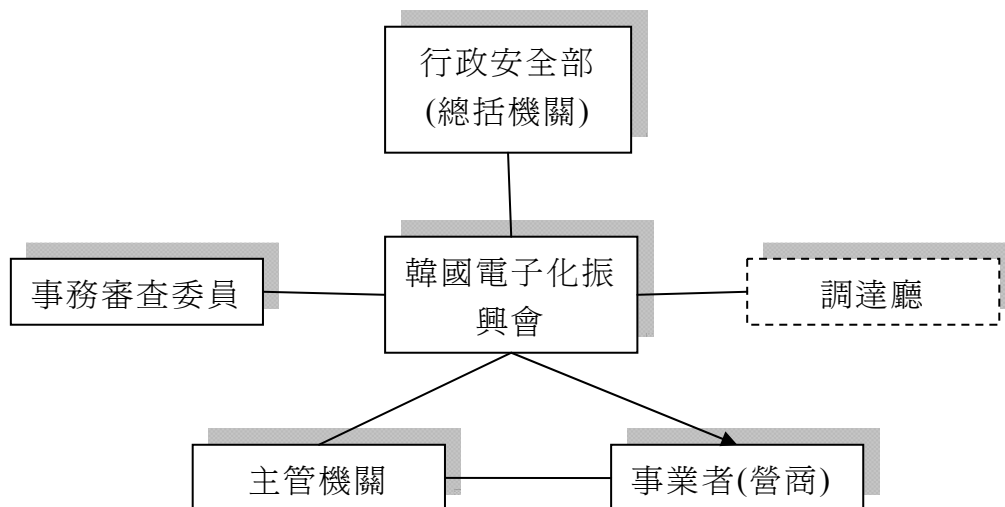 行政安全部
(總括機關)
事務審查委員
韓國電子化振
興會
調達廳
主管機關
事業者(營商)